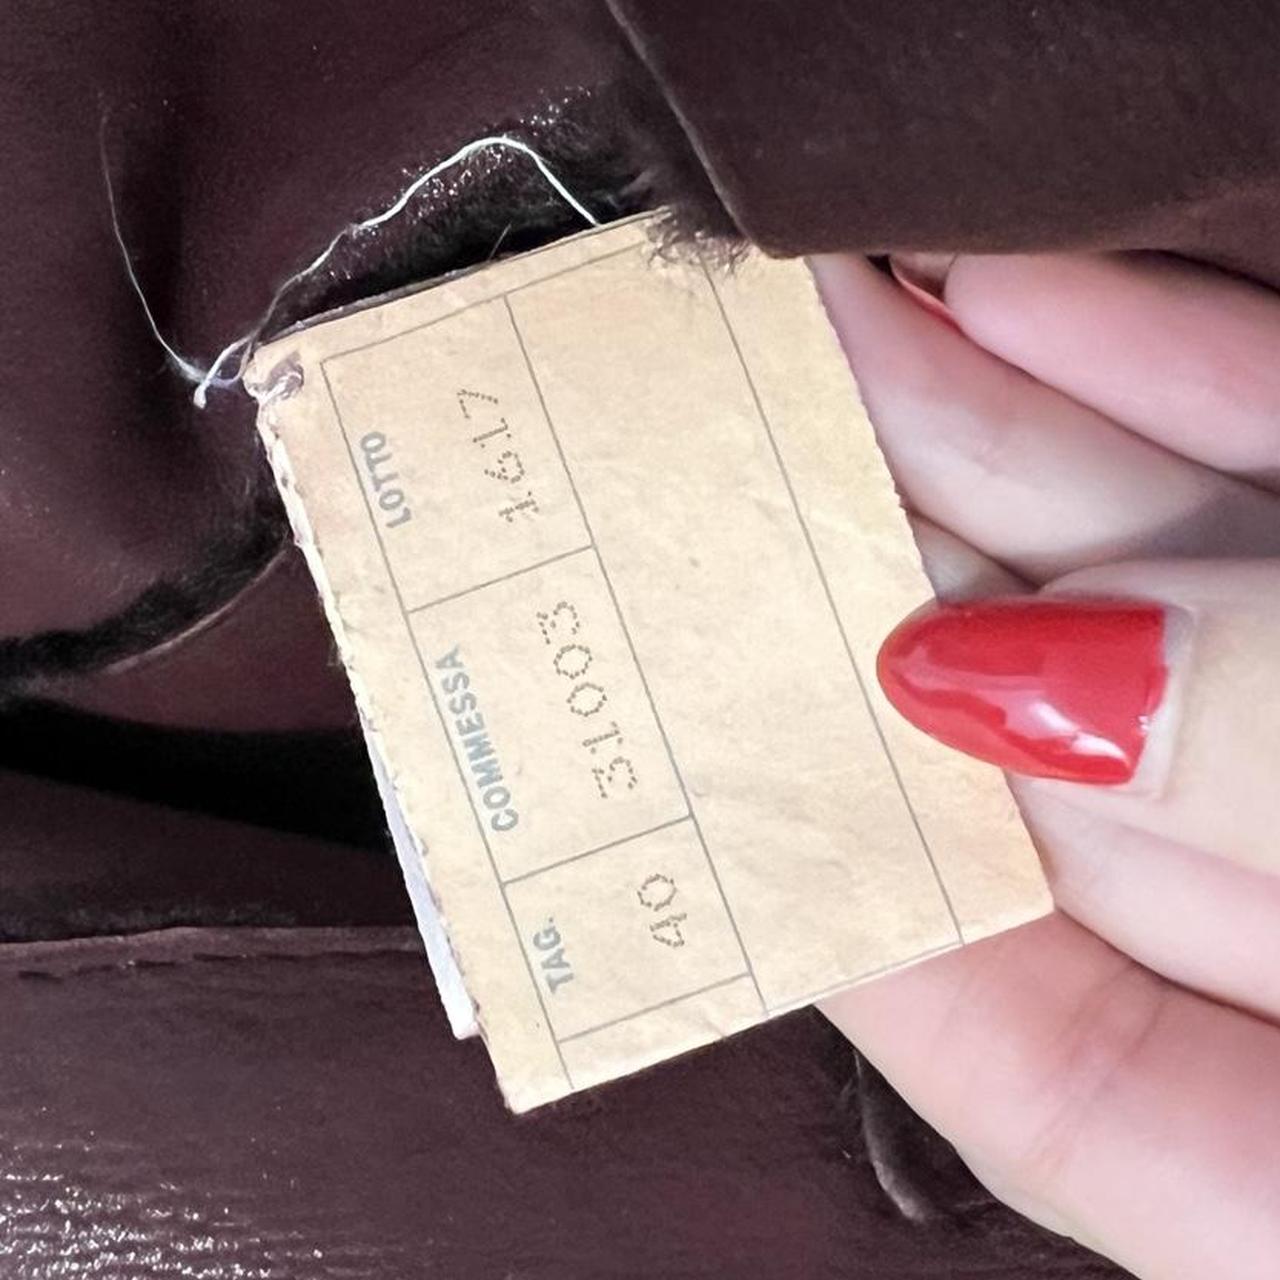 TAG. COMMESSA LOTTO
40 31003 1617